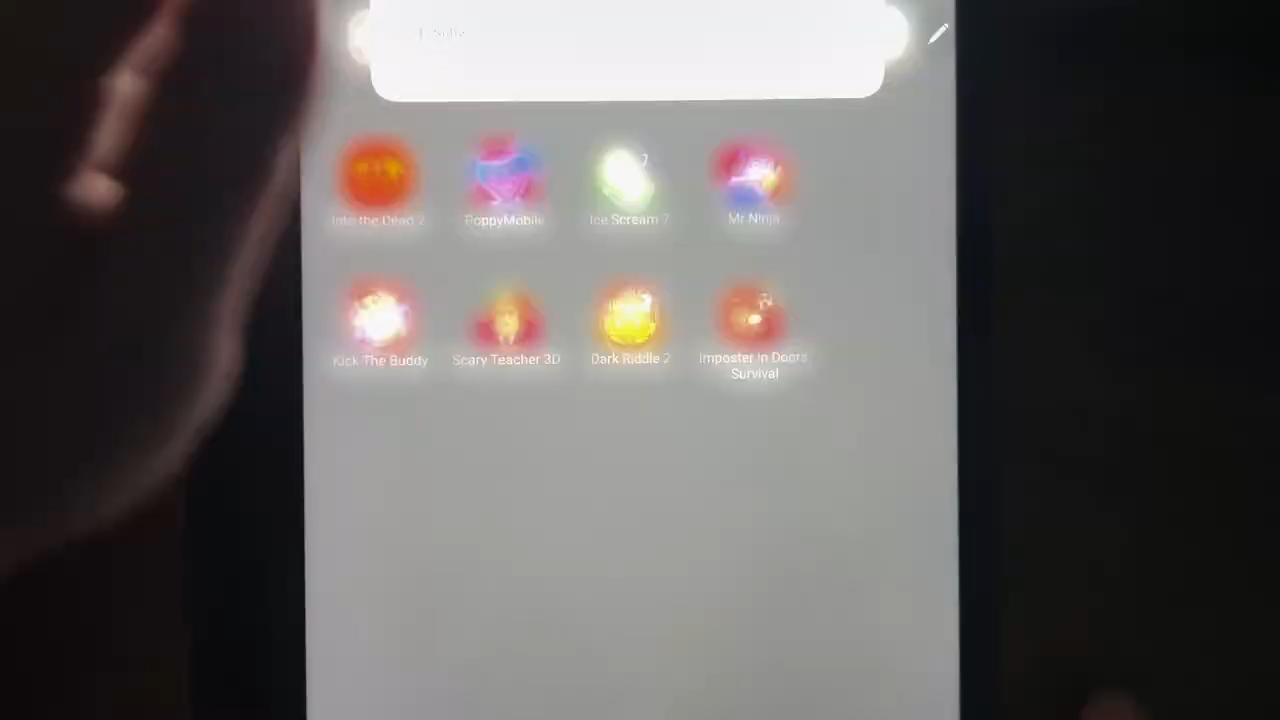 Into the Dead 2
PoppyMobile
Ice Scream 7
Mr Ninja
Kick The Buddy
Scary Teacher 3D
Dark Riddle 2
Imposter In Doors
Survival